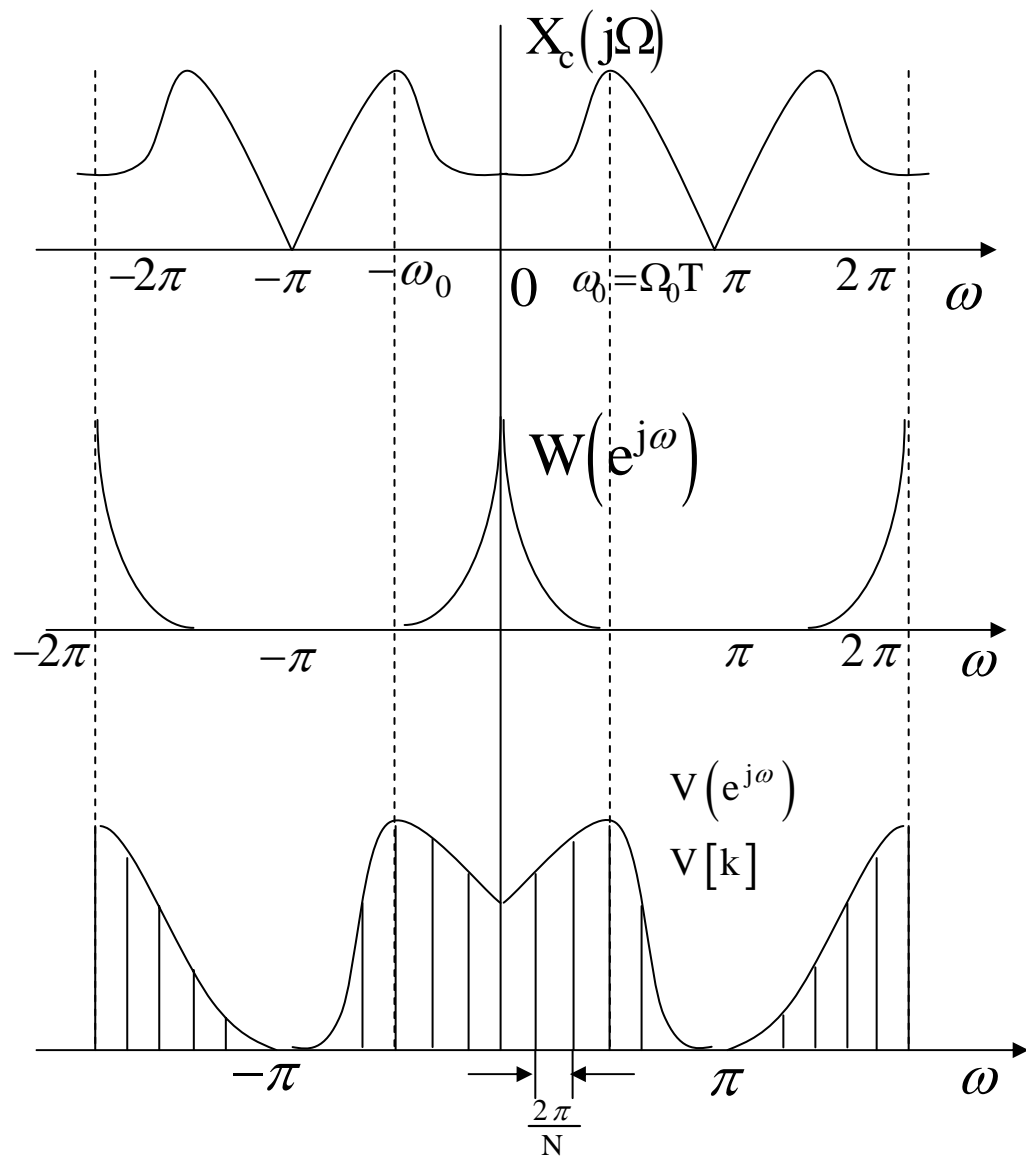 X_c(jΩ)
−2π −π −ω_0 0 ω_0=Ω_0T π 2π ω
W(e^{jω})
−2π −π π 2π ω
V(e^{jω})
V[k]
−π π ω
2π
N